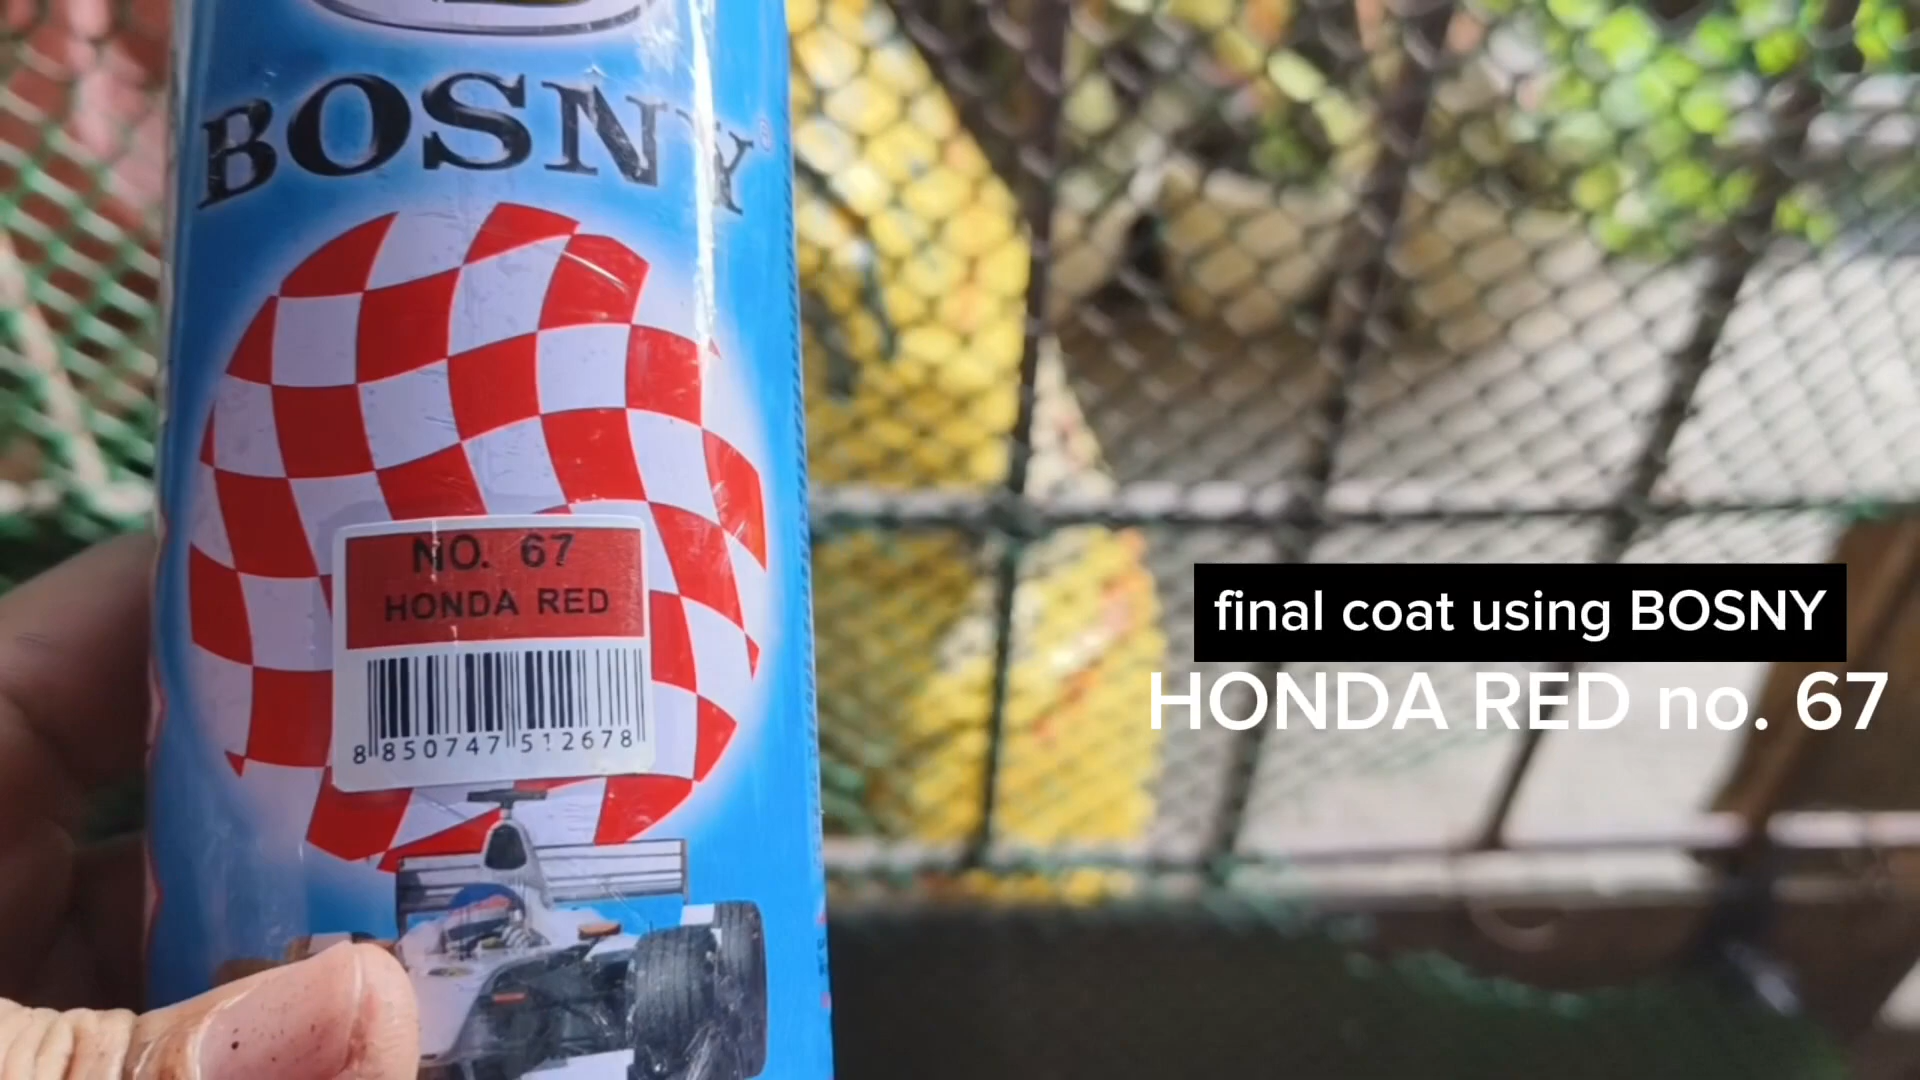 BOSNY
NO. 67
HONDA RED
8 850747 512678
final coat using BOSNY
HONDA RED no. 67